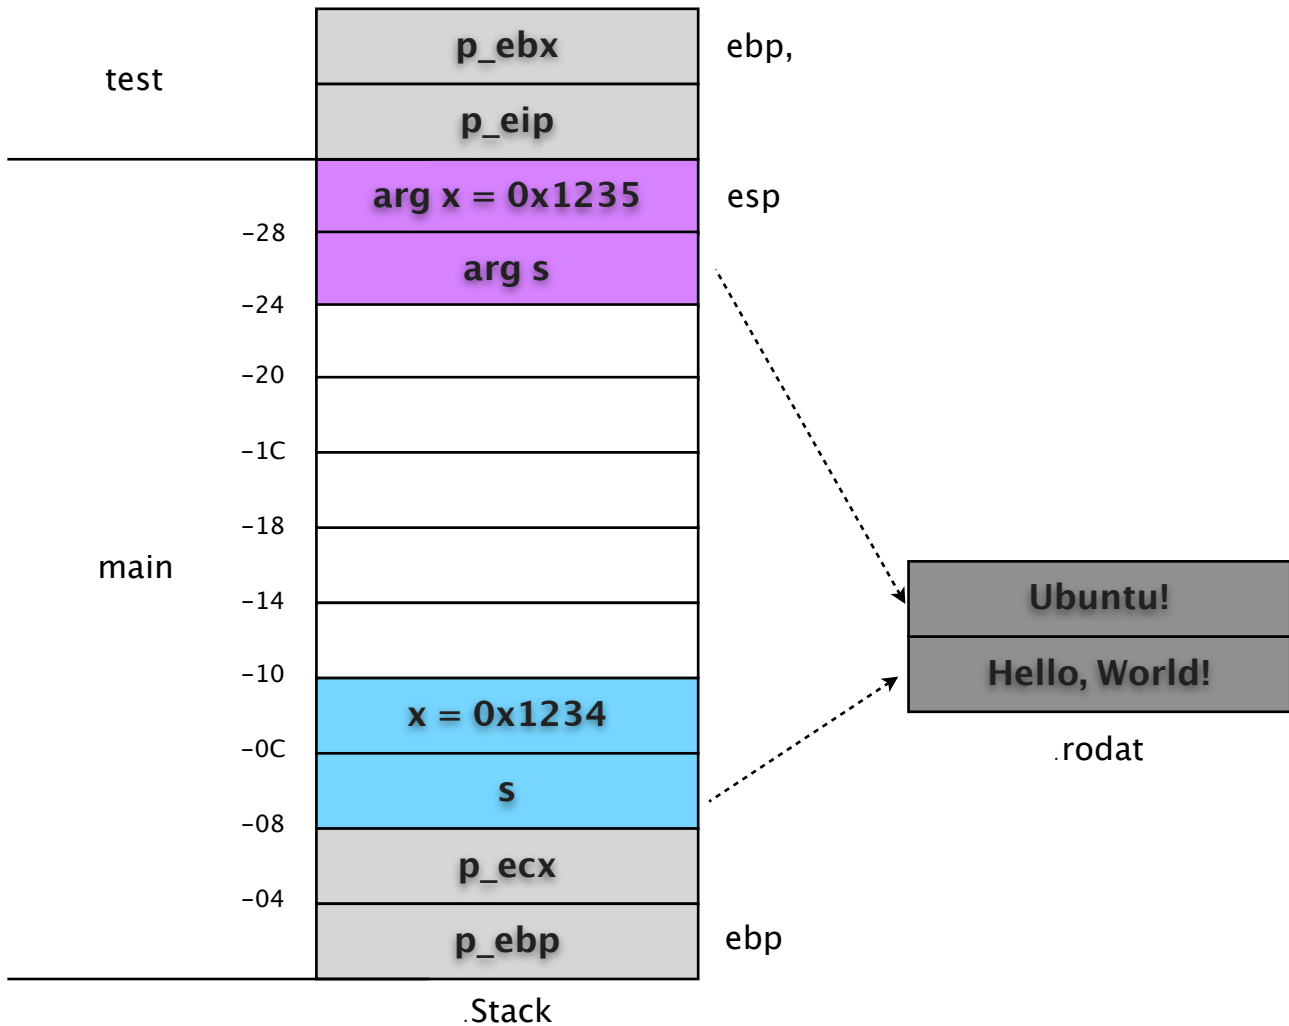 p_ebx
ebp,
test
p_eip
arg x = 0x1235
esp
-28
arg s
-24
-20
-1C
-18
main
-14
Ubuntu!
-10
Hello, World!
x = 0x1234
-0C
.rodat
s
-08
p_ecx
-04
p_ebp
ebp
.Stack